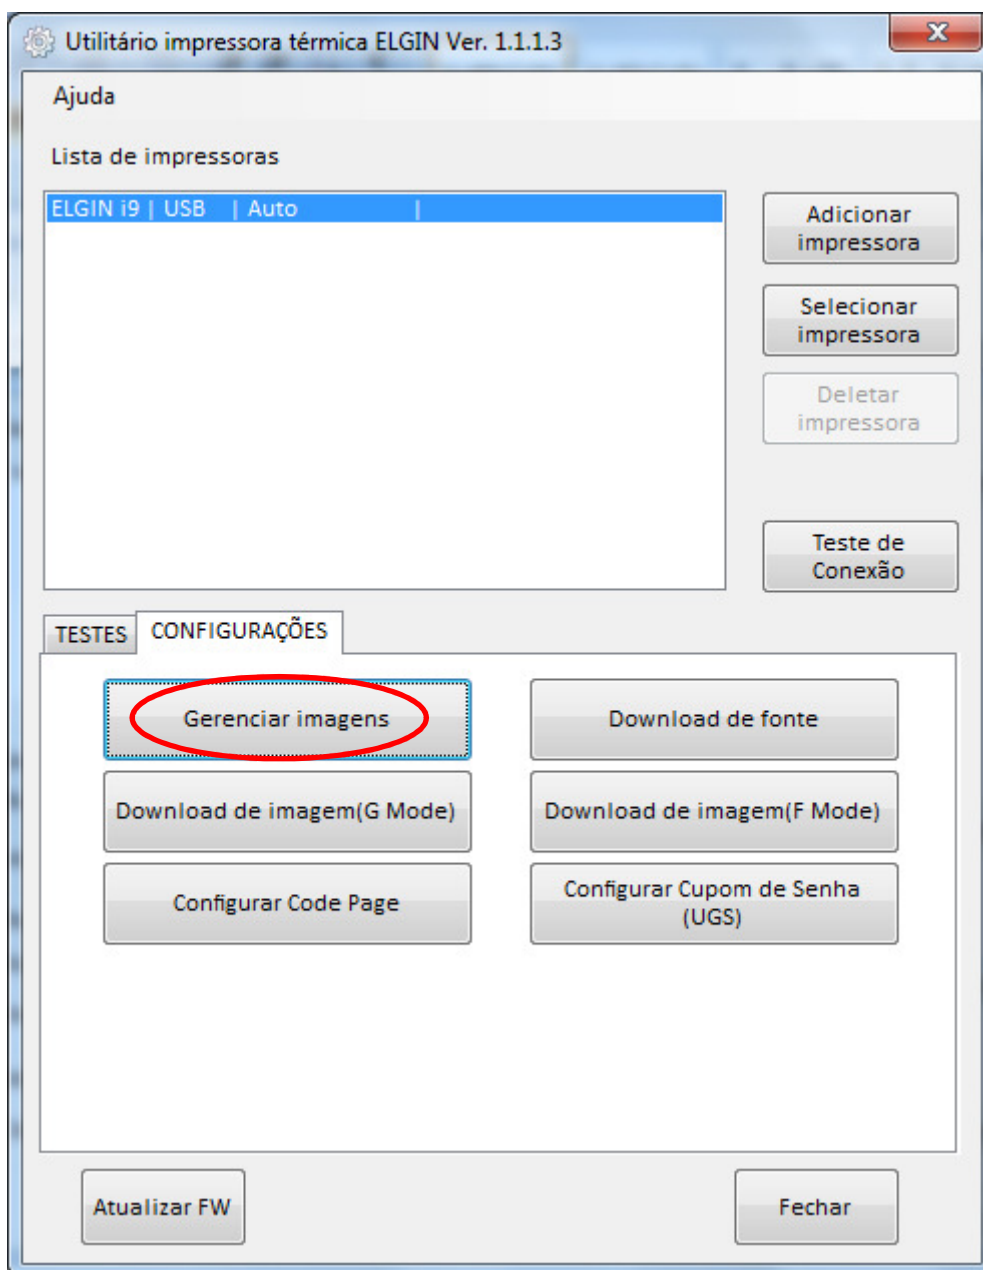 Utilitário impressora térmica ELGIN Ver. 1.1.1.3
x
Ajuda
Lista de impressoras
ELGIN i9 | USB | Auto |
Adicionar
impressora
Selecionar
impressora
Deletar
impressora
Teste de
Conexão
TESTES CONFIGURAÇÕES
Gerenciar imagens
Download de fonte
Download de imagem(G Mode)
Download de imagem(F Mode)
Configurar Code Page
Configurar Cupom de Senha
(UGS)
Atualizar FW
Fechar